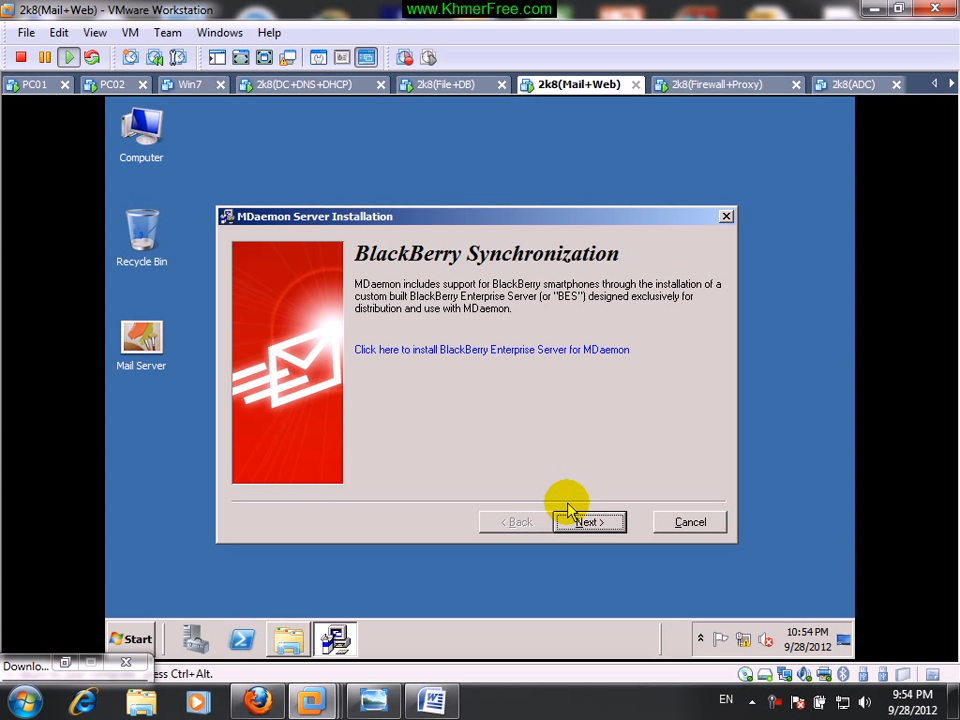 2k8(Mail+Web) - VMware Workstation
www.KhmerFree.com
File Edit View VM Team Windows Help
PC01 PC02 Win7 2k8(DC+DNS+DHCP) 2k8(File+DB) 2k8(Mail+Web) 2k8(Firewall+Proxy) 2k8(ADC)
Computer
Recycle Bin
Mail Server
MDaemon Server Installation
BlackBerry Synchronization
MDaemon includes support for BlackBerry smartphones through the installation of a
custom built BlackBerry Enterprise Server (or "BES") designed exclusively for
distribution and use with MDaemon.
Click here to install BlackBerry Enterprise Server for MDaemon
< Back Next > Cancel
Start
10:54 PM
9/28/2012
Downlo...
ss Ctrl+Alt.
EN
9:54 PM
9/28/2012